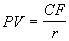 PV = CF / r